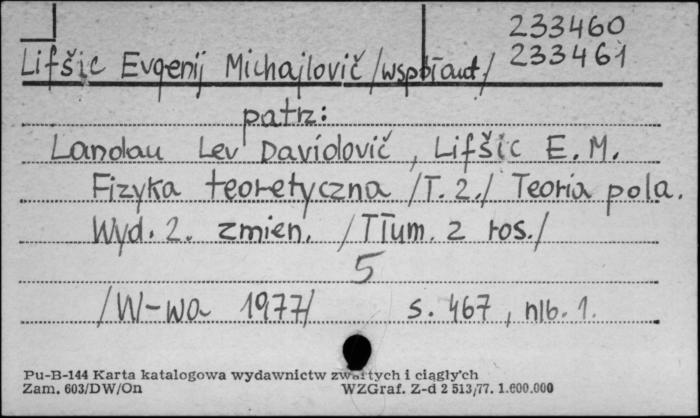 233460
Lifšic Evgenij Michajlovič /współaut./ 233461
patrz:
Landau Lev Davidovič, Lifšic E.M.
Fizyka teoretyczna /T.2./ Teoria pola.
Wyd. 2. zmien. /Tłum. z ros./
5
/W-wa 1977/ s. 467, nlb. 1.
Pu-B-144 Karta katalogowa wydawnictw zwartych i ciągłych
Zam. 603/DW/On WZGraf. Z-d 2 513/77. 1.600.000